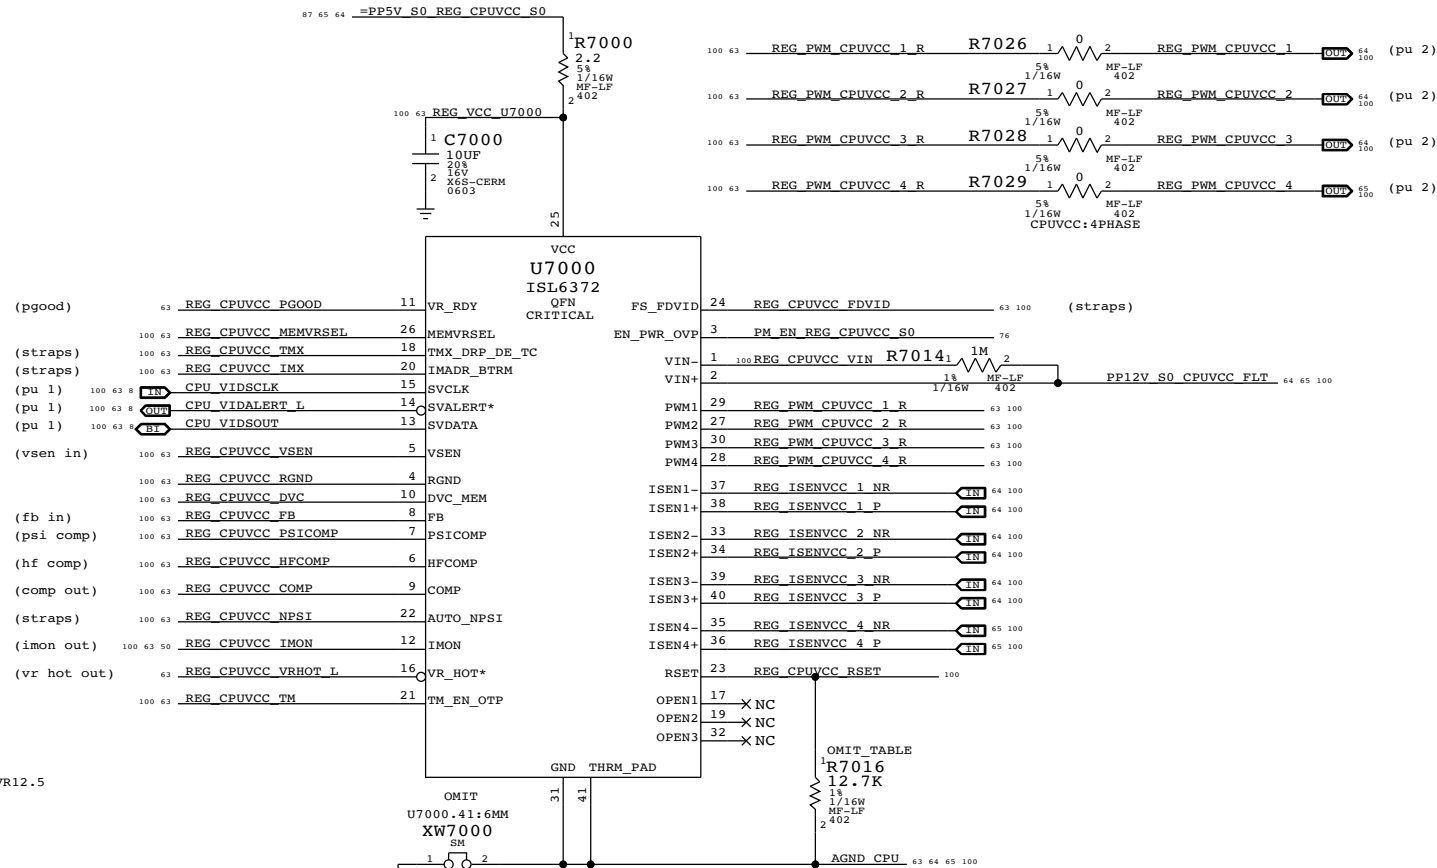 87 65 64 =PP5V_S0_REG_CPUVCC_S0
1
R7000
2.2
5%
1/16W
MF-LF
402
2
100 63 REG_VCC_U7000
1
C7000
10UF
20%
16V
X6S-CERM
0603
2
25
100 63 REG_PWM_CPUVCC_1_R R7026 1 0 2 REG_PWM_CPUVCC_1 OUT 64 100 (pu 2)
5% 1/16W MF-LF 402
100 63 REG_PWM_CPUVCC_2_R R7027 1 0 2 REG_PWM_CPUVCC_2 OUT 64 100 (pu 2)
5% 1/16W MF-LF 402
100 63 REG_PWM_CPUVCC_3_R R7028 1 0 2 REG_PWM_CPUVCC_3 OUT 64 100 (pu 2)
5% 1/16W MF-LF 402
100 63 REG_PWM_CPUVCC_4_R R7029 1 0 2 REG_PWM_CPUVCC_4 OUT 65 100 (pu 2)
5% 1/16W MF-LF 402
CPUVCC:4PHASE
VCC
U7000
ISL6372
QFN
CRITICAL
(pgood) 63 REG_CPUVCC_PGOOD 11 VR_RDY
100 63 REG_CPUVCC_MEMVRSEL 26 MEMVRSEL
(straps) 100 63 REG_CPUVCC_TMX 18 TMX_DRP_DE_TC
(straps) 100 63 REG_CPUVCC_IMX 20 IMADR_BTRM
(pu 1) 100 63 8 IN CPU_VIDSCLK 15 SVCLK
(pu 1) 100 63 8 OUT CPU_VIDALERT_L 14 SVALERT*
(pu 1) 100 63 8 BI CPU_VIDSOUT 13 SVDATA
(vsen in) 100 63 REG_CPUVCC_VSEN 5 VSEN
100 63 REG_CPUVCC_RGND 4 RGND
100 63 REG_CPUVCC_DVC 10 DVC_MEM
(fb in) 100 63 REG_CPUVCC_FB 8 FB
(psi comp) 100 63 REG_CPUVCC_PSICOMP 7 PSICOMP
(hf comp) 100 63 REG_CPUVCC_HFCOMP 6 HFCOMP
(comp out) 100 63 REG_CPUVCC_COMP 9 COMP
(straps) 100 63 REG_CPUVCC_NPSI 22 AUTO_NPSI
(imon out) 100 63 50 REG_CPUVCC_IMON 12 IMON
(vr hot out) 63 REG_CPUVCC_VRHOT_L 16 VR_HOT*
100 63 REG_CPUVCC_TM 21 TM_EN_OTP
FS_FDVID 24 REG_CPUVCC_FDVID 63 100 (straps)
EN_PWR_OVP 3 PM_EN_REG_CPUVCC_S0 76
VIN- 1 100 REG_CPUVCC_VIN R7014 1 1M 2
VIN+ 2 1% 1/16W MF-LF 402 PP12V_S0_CPUVCC_FLT 64 65 100
PWM1 29 REG_PWM_CPUVCC_1_R 63 100
PWM2 27 REG_PWM_CPUVCC_2_R 63 100
PWM3 30 REG_PWM_CPUVCC_3_R 63 100
PWM4 28 REG_PWM_CPUVCC_4_R 63 100
ISEN1- 37 REG_ISENVCC_1_NR IN 64 100
ISEN1+ 38 REG_ISENVCC_1_P IN 64 100
ISEN2- 33 REG_ISENVCC_2_NR IN 64 100
ISEN2+ 34 REG_ISENVCC_2_P IN 64 100
ISEN3- 39 REG_ISENVCC_3_NR IN 64 100
ISEN3+ 40 REG_ISENVCC_3_P IN 64 100
ISEN4- 35 REG_ISENVCC_4_NR IN 65 100
ISEN4+ 36 REG_ISENVCC_4_P IN 65 100
RSET 23 REG_CPUVCC_RSET 100
OPEN1 17 NC
OPEN2 19 NC
OPEN3 32 NC
GND THRM_PAD
31 41
OMIT_TABLE
1
R7016
12.7K
1%
1/16W
MF-LF
402
2
VR12.5
OMIT
U7000.41:6MM
XW7000
SM
1 2
AGND_CPU 63 64 65 100